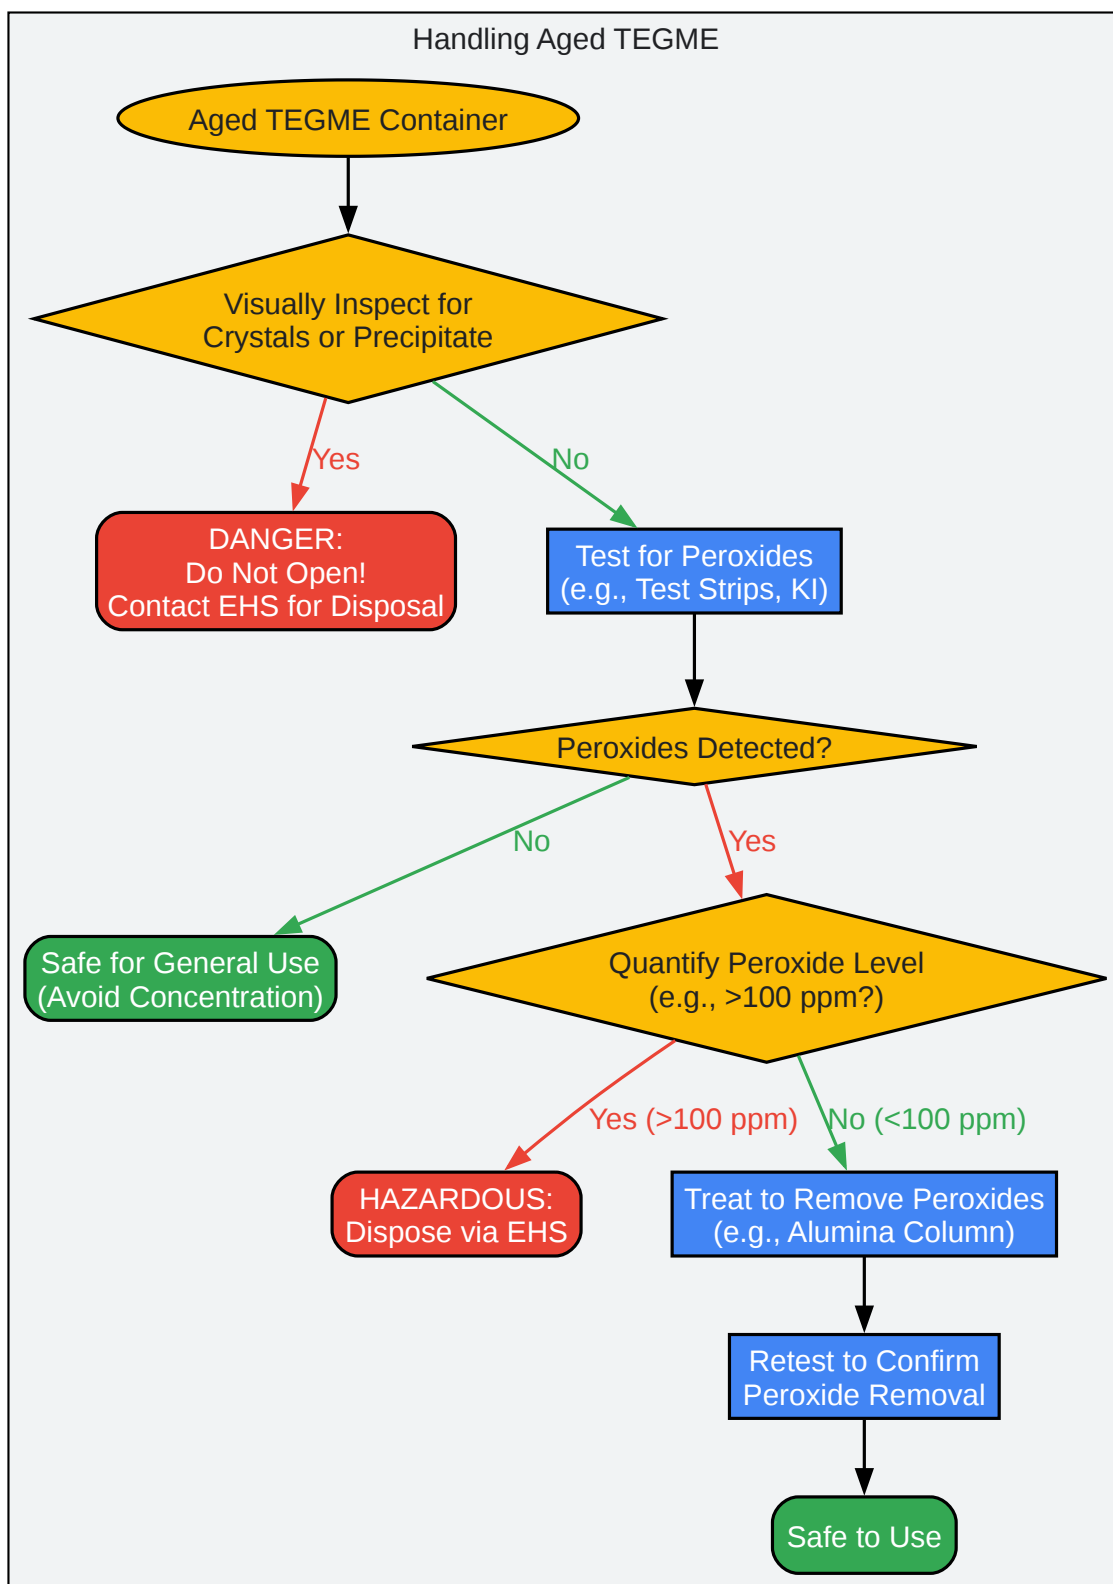 Handling Aged TEGME
Aged TEGME Container
Visually Inspect for
Crystals or Precipitate
Yes
No
DANGER:
Do Not Open!
Contact EHS for Disposal
Test for Peroxides
(e.g., Test Strips, KI)
Peroxides Detected?
No
Yes
Safe for General Use
(Avoid Concentration)
Quantify Peroxide Level
(e.g., >100 ppm?)
Yes (>100 ppm)
No (<100 ppm)
HAZARDOUS:
Dispose via EHS
Treat to Remove Peroxides
(e.g., Alumina Column)
Retest to Confirm
Peroxide Removal
Safe to Use